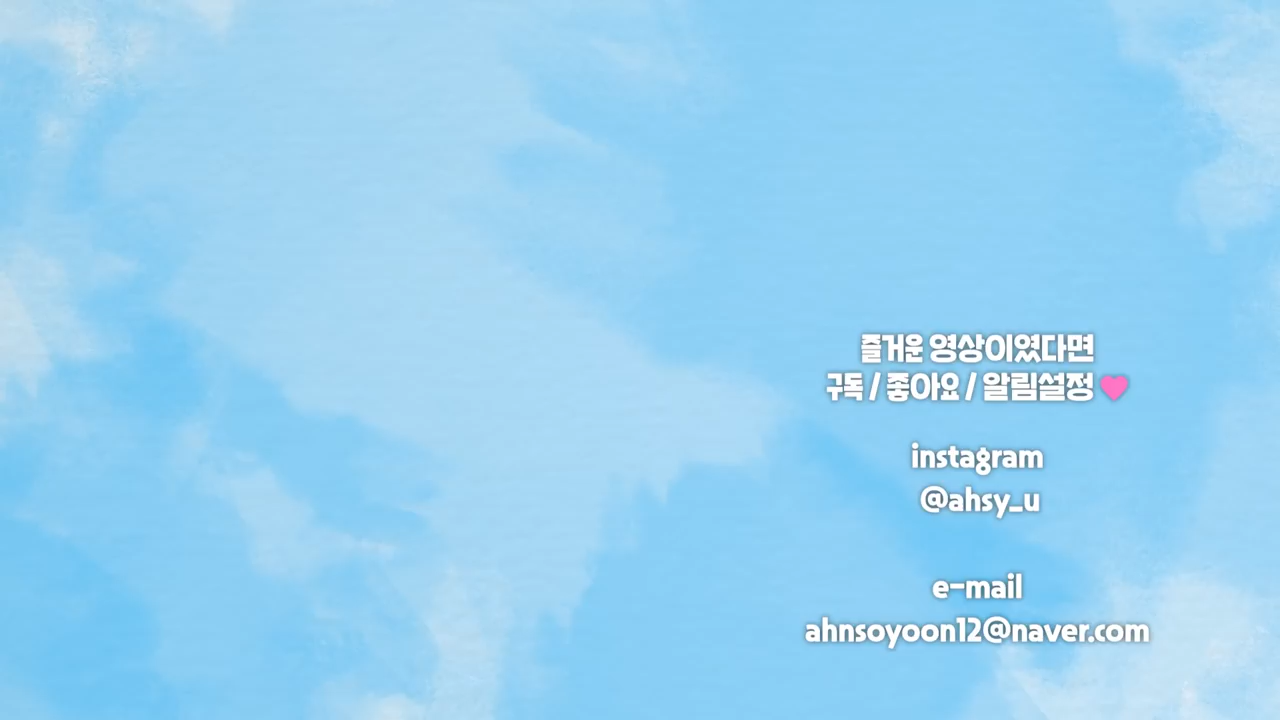 즐거운 영상이였다면
구독 / 좋아요 / 알림설정 🩷
instagram
@ahsy_u
e-mail
ahnsoyoon12@naver.com